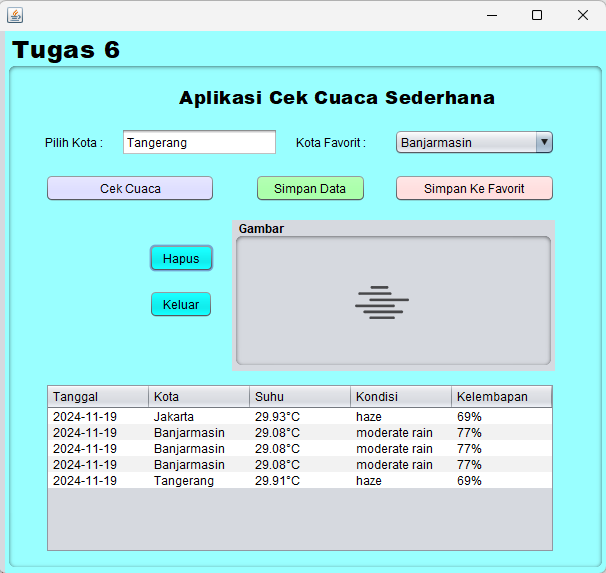 Tugas 6
Aplikasi Cek Cuaca Sederhana
Pilih Kota : Tangerang Kota Favorit : Banjarmasin
Cek Cuaca Simpan Data Simpan Ke Favorit
Gambar
Hapus
Keluar
Tanggal Kota Suhu Kondisi Kelembapan
2024-11-19 Jakarta 29.93°C haze 69%
2024-11-19 Banjarmasin 29.08°C moderate rain 77%
2024-11-19 Banjarmasin 29.08°C moderate rain 77%
2024-11-19 Banjarmasin 29.08°C moderate rain 77%
2024-11-19 Tangerang 29.91°C haze 69%